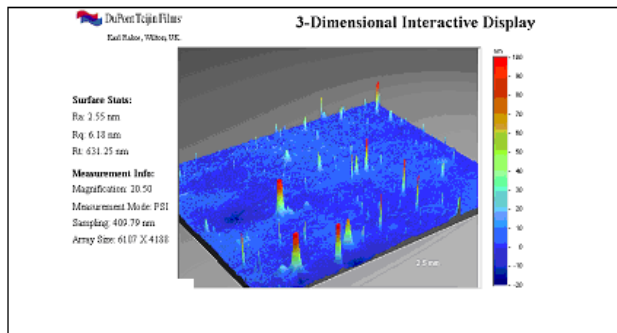 DuPont Teijin Films
3-Dimensional Interactive Display
Wilton, UK
Surface Stats:
Ra: 2.55 nm
Rq: 6.18 nm
Rt: 631.25 nm
Measurement Info:
Magnification: 20.50
Measurement Mode: PSI
Sampling: 409.79 nm
Array Size: 6107 X 4188
nm
100
90
80
70
60
50
40
30
20
10
0
-10
-20
2.5 mm